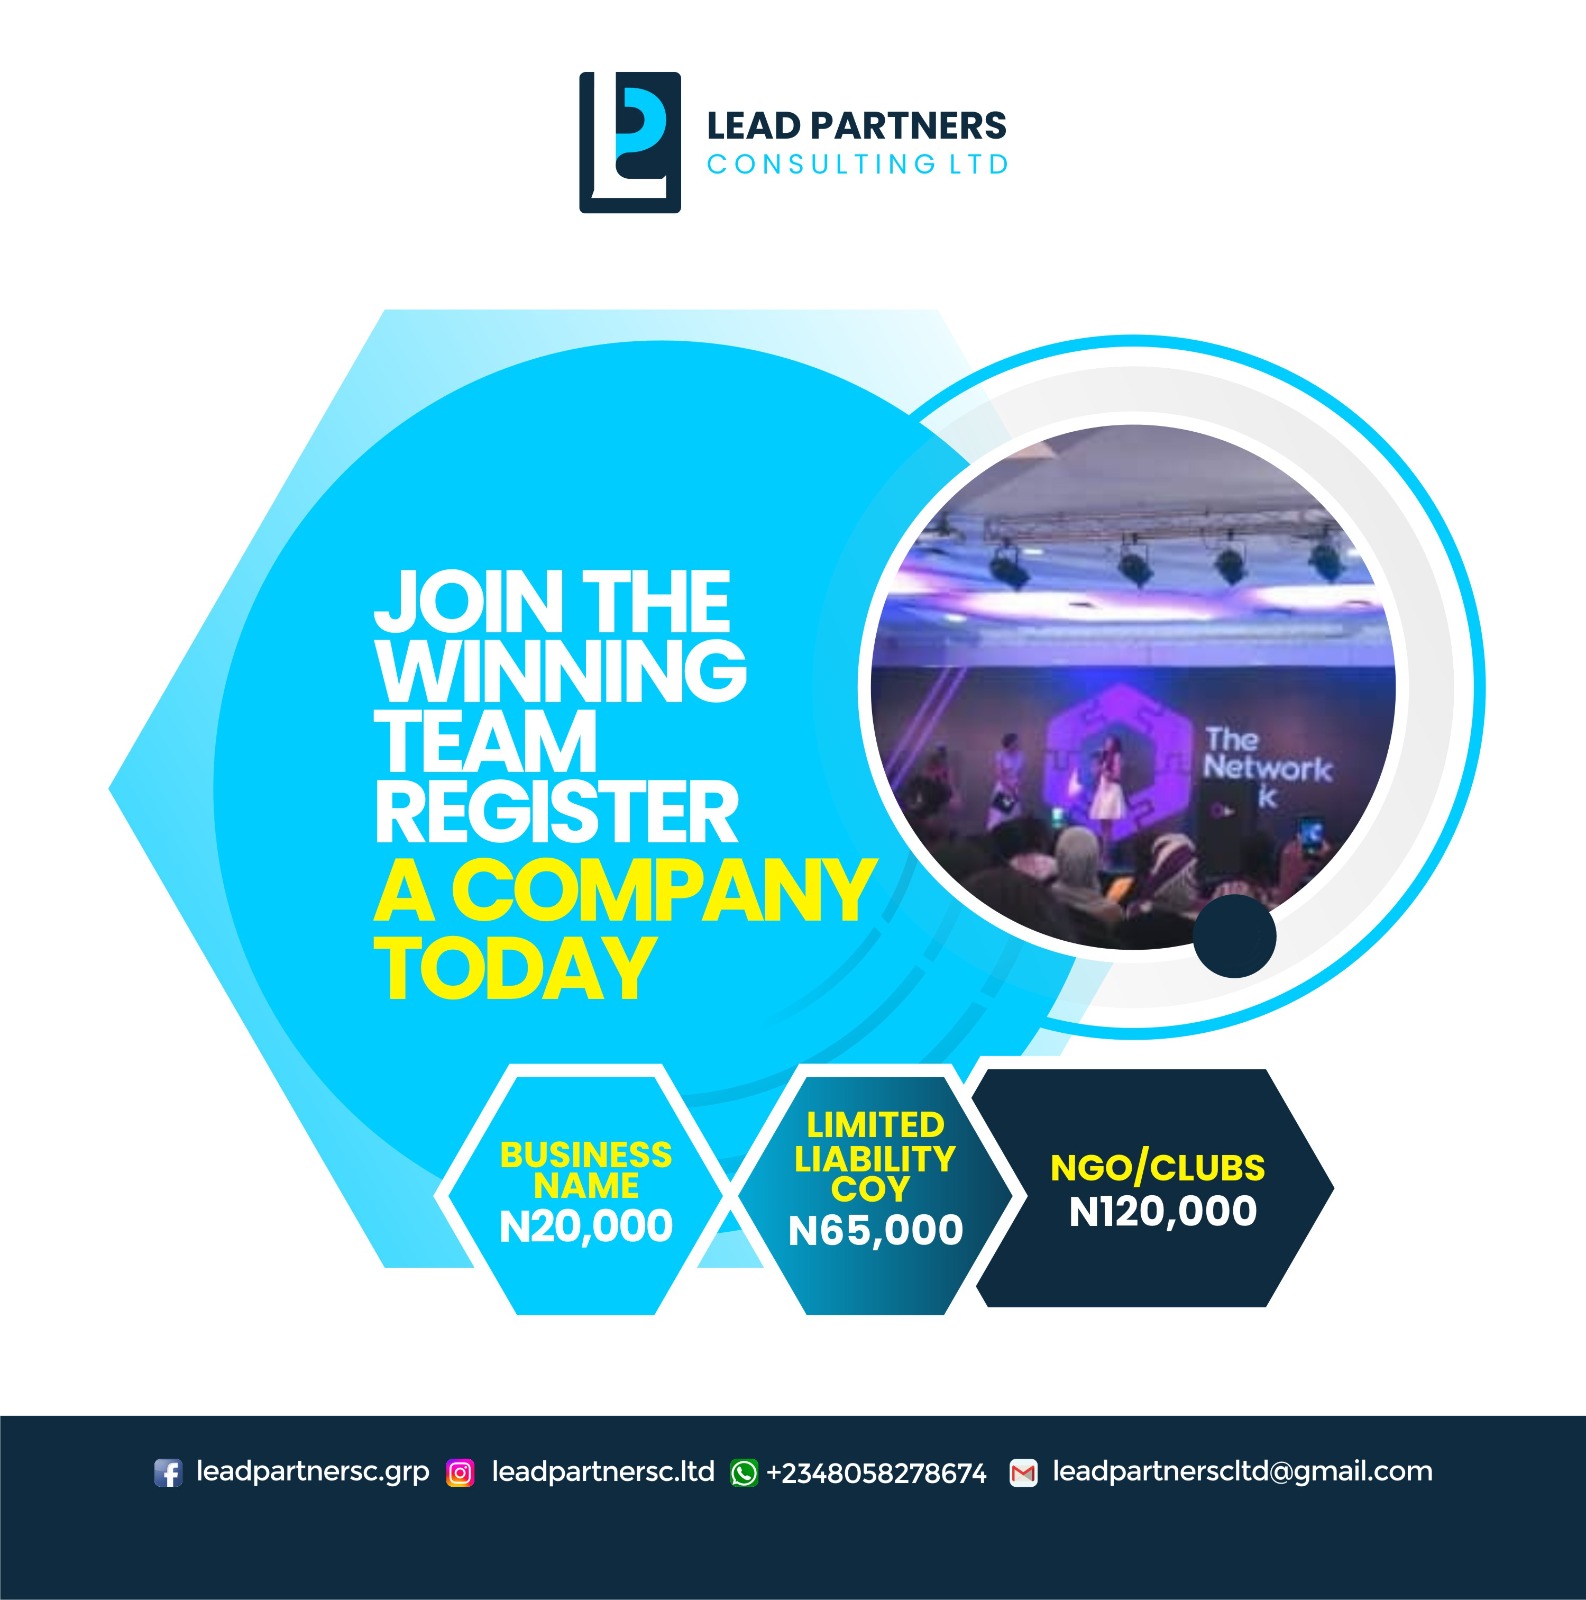 LEAD PARTNERS
CONSULTING LTD
JOIN THE
WINNING
TEAM
REGISTER
A COMPANY
TODAY
The
Network
k
BUSINESS
NAME
N20,000
LIMITED
LIABILITY
COY
N65,000
NGO/CLUBS
N120,000
leadpartnersc.grp
leadpartnersc.ltd
+2348058278674
leadpartnerscltd@gmail.com